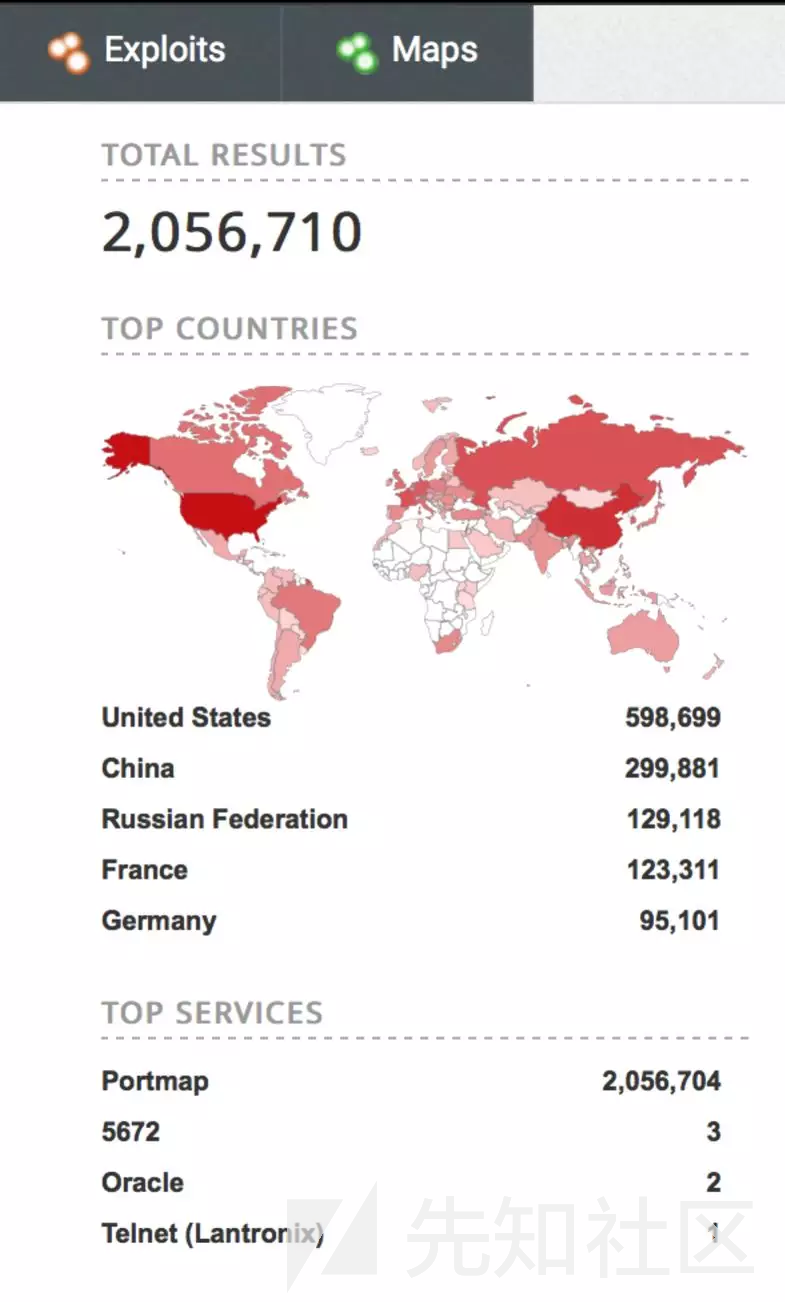 Exploits Maps
TOTAL RESULTS
2,056,710
TOP COUNTRIES
United States 598,699
China 299,881
Russian Federation 129,118
France 123,311
Germany 95,101
TOP SERVICES
Portmap 2,056,704
5672 3
Oracle 2
Telnet (Lantronix) 1
先知社区